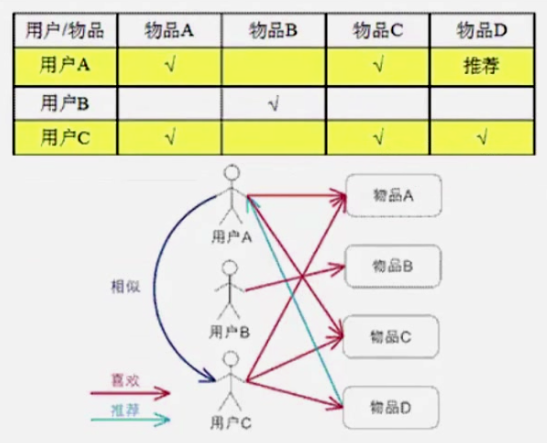 用户/物品 物品A 物品B 物品C 物品D
用户A √ √ 推荐
用户B √
用户C √ √ √
物品A
用户A
物品B
相似
用户B
物品C
喜欢
物品D
推荐
用户C